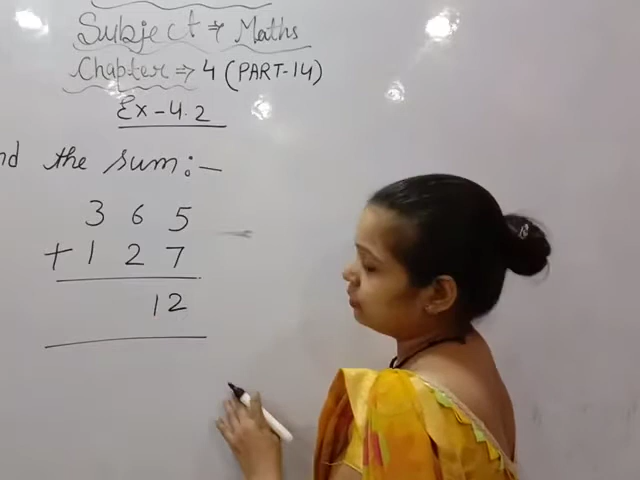 Subject ⇒ Maths
Chapter ⇒ 4 (PART-14)
Ex-4.2
nd the sum:-
3 6 5
+ 1 2 7
12